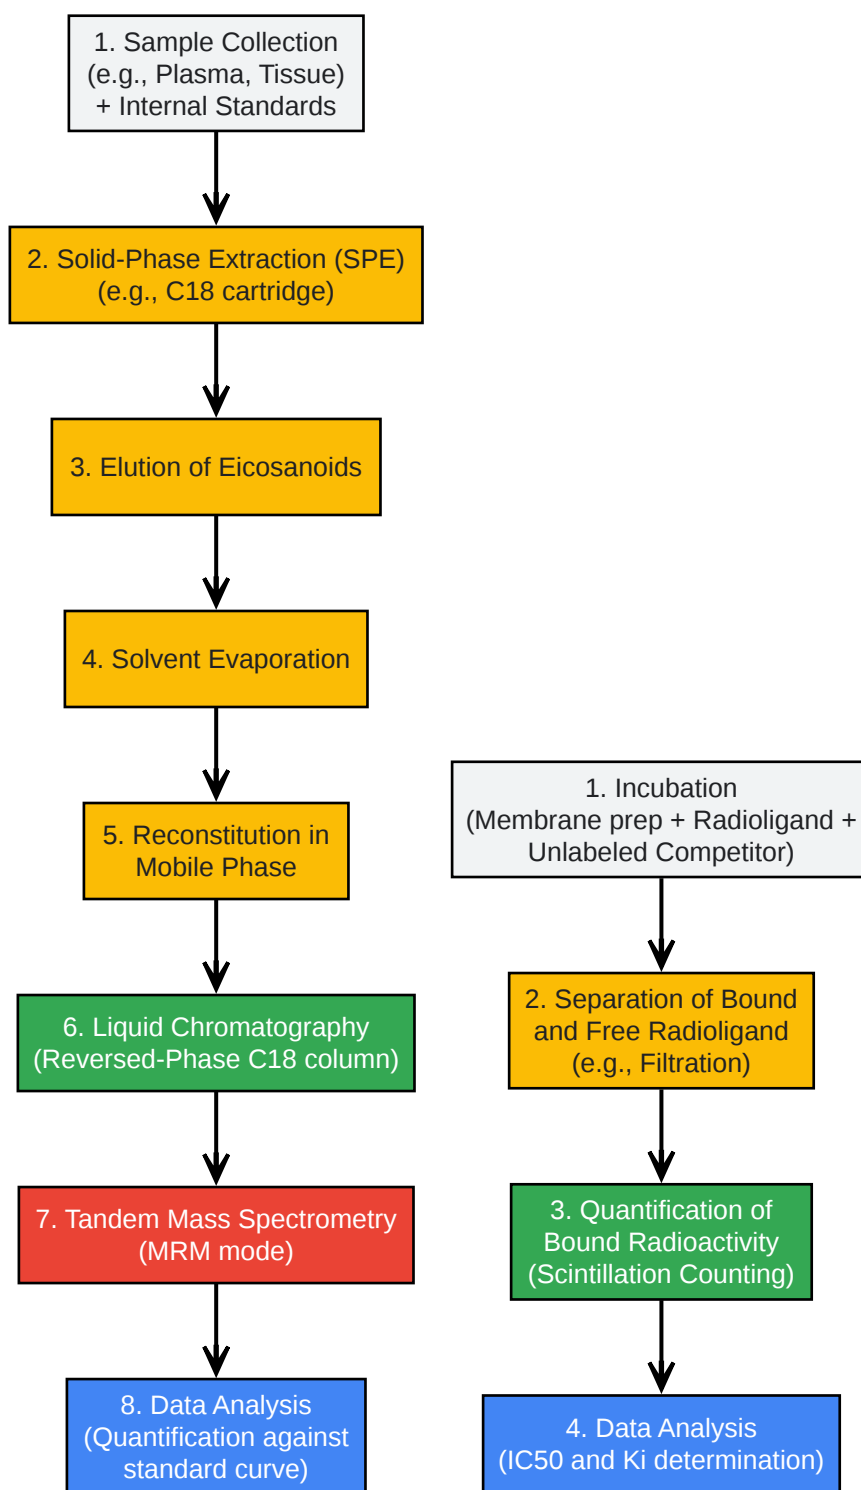 1. Sample Collection
(e.g., Plasma, Tissue)
+ Internal Standards
2. Solid-Phase Extraction (SPE)
(e.g., C18 cartridge)
3. Elution of Eicosanoids
4. Solvent Evaporation
5. Reconstitution in
Mobile Phase
6. Liquid Chromatography
(Reversed-Phase C18 column)
7. Tandem Mass Spectrometry
(MRM mode)
8. Data Analysis
(Quantification against
standard curve)
1. Incubation
(Membrane prep + Radioligand +
Unlabeled Competitor)
2. Separation of Bound
and Free Radioligand
(e.g., Filtration)
3. Quantification of
Bound Radioactivity
(Scintillation Counting)
4. Data Analysis
(IC50 and Ki determination)